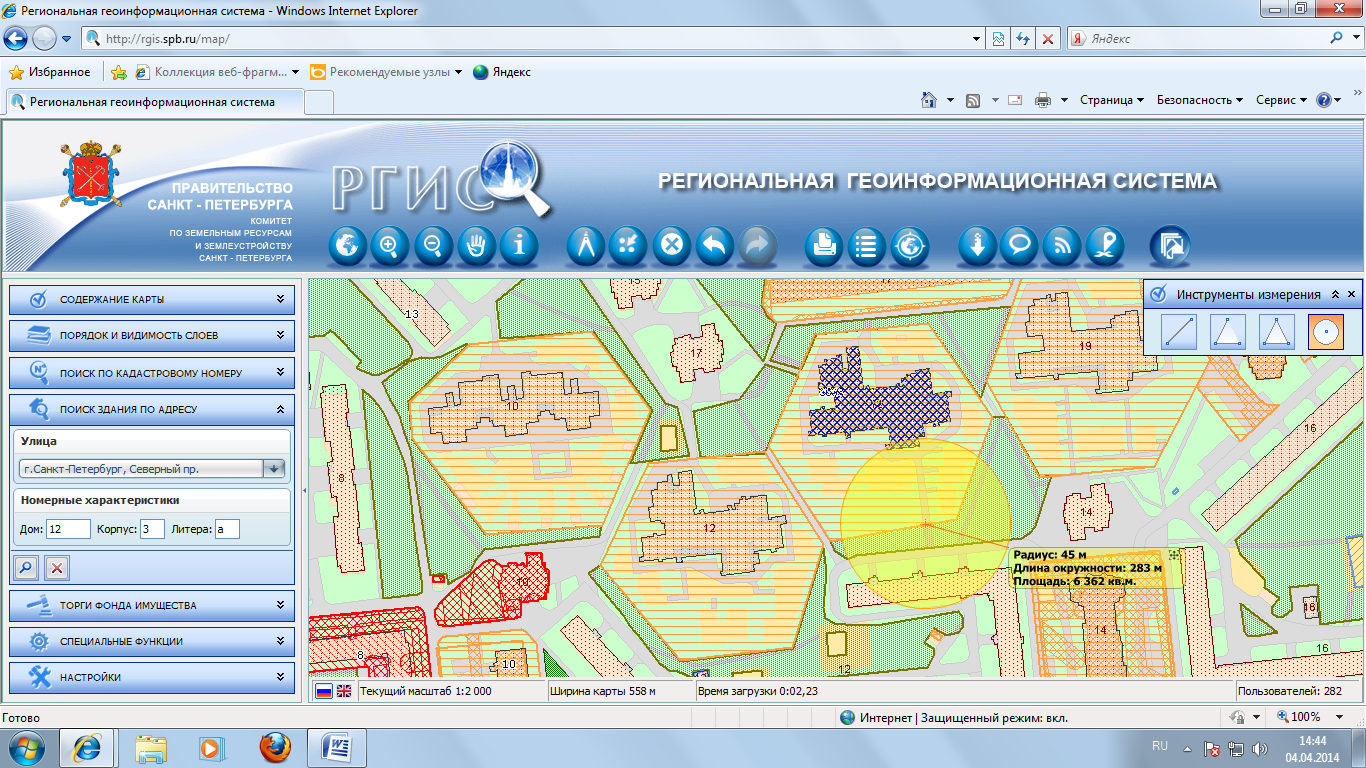 Региональная геоинформационная система - Windows Internet Explorer
http://rgis.spb.ru/map/
Яндекс
Избранное
Коллекция веб-фрагм...
Рекомендуемые узлы
Яндекс
Региональная геоинформационная система
Страница
Безопасность
Сервис
ПРАВИТЕЛЬСТВО
САНКТ - ПЕТЕРБУРГА
КОМИТЕТ
ПО ЗЕМЕЛЬНЫМ РЕСУРСАМ
И ЗЕМЛЕУСТРОЙСТВУ
САНКТ - ПЕТЕРБУРГА
РГИС
РЕГИОНАЛЬНАЯ ГЕОИНФОРМАЦИОННАЯ СИСТЕМА
СОДЕРЖАНИЕ КАРТЫ
ПОРЯДОК И ВИДИМОСТЬ СЛОЕВ
ПОИСК ПО КАДАСТРОВОМУ НОМЕРУ
ПОИСК ЗДАНИЯ ПО АДРЕСУ
Улица
г.Санкт-Петербург, Северный пр.
Номерные характеристики
Дом: 12 Корпус: 3 Литера: а
ТОРГИ ФОНДА ИМУЩЕСТВА
СПЕЦИАЛЬНЫЕ ФУНКЦИИ
НАСТРОЙКИ
Инструменты измерения
13
15
17
19
10
8
12
16
14
10
Радиус: 45 м
Длина окружности: 283 м
Площадь: 6 362 кв.м.
8
10
12
14
16
16
Текущий масштаб 1:2 000
Ширина карты 558 м
Время загрузки 0:02,23
Пользователей: 282
Готово
Интернет | Защищенный режим: вкл.
100%
RU
14:44
04.04.2014